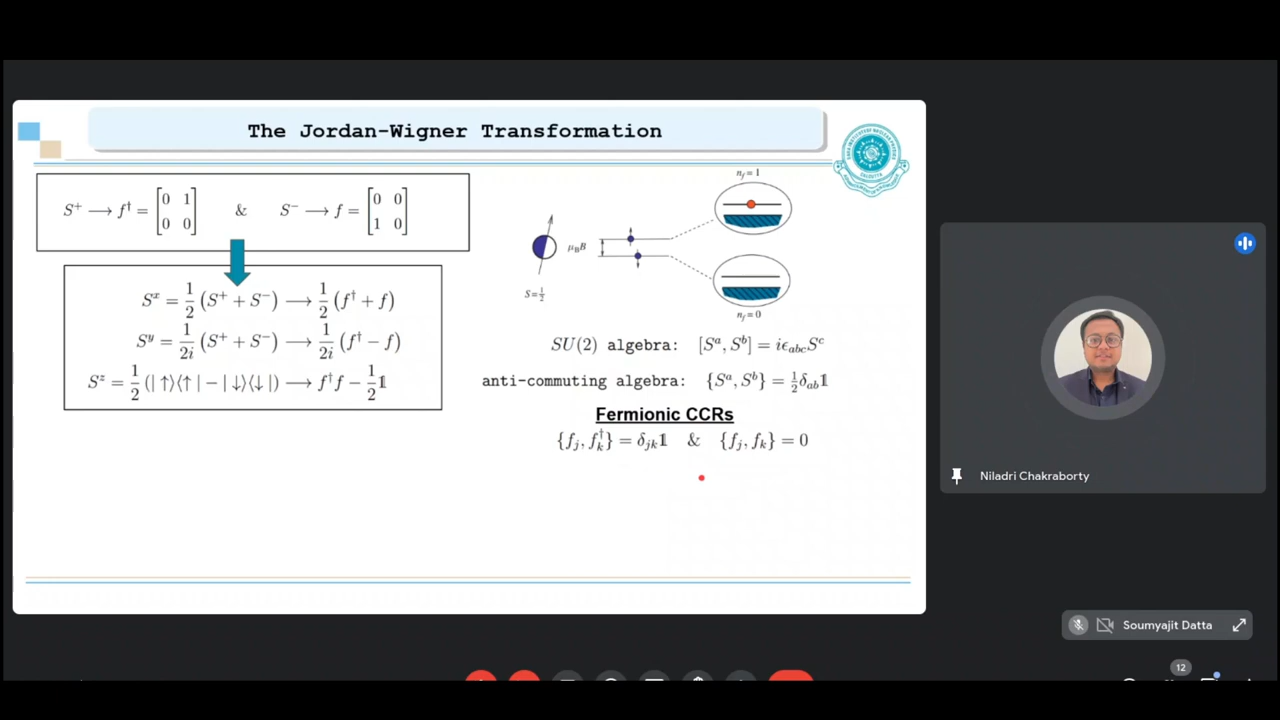 The Jordan-Wigner Transformation
S⁺ ⟶ f† = [0 1; 0 0] & S⁻ ⟶ f = [0 0; 1 0]
Sˣ = 1/2 (S⁺ + S⁻) ⟶ 1/2 (f† + f)
Sʸ = 1/2i (S⁺ + S⁻) ⟶ 1/2i (f† − f)
Sᶻ = 1/2 (|↑⟩⟨↑| − |↓⟩⟨↓|) ⟶ f†f − 1/2 𝟙
n_f = 1
μ_B B
S=1/2
n_f = 0
SU(2) algebra: [Sᵃ, Sᵇ] = iϵ_abc Sᶜ
anti-commuting algebra: {Sᵃ, Sᵇ} = 1/2 δ_ab 𝟙
Fermionic CCRs
{f_j, f_k†} = δ_jk 𝟙 & {f_j, f_k} = 0
Niladri Chakraborty
Soumyajit Datta
12